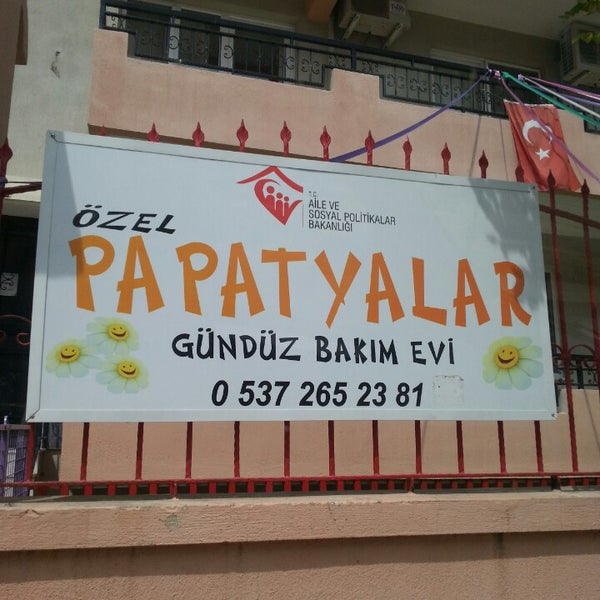 T.C.
AİLE VE
SOSYAL POLİTİKALAR
BAKANLIĞI
ÖZEL
PAPATYALAR
GÜNDÜZ BAKIM EVİ
0 537 265 23 81